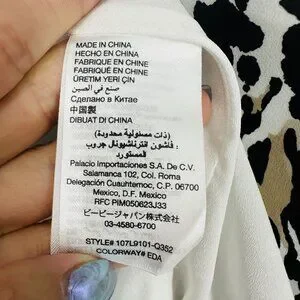 MADE IN CHINA
HECHO EN CHINA
FABRIQUE EN CHINE
FABRIQUÉ EN CHINE
ÜRETIM YERİ ÇİN
صنع في الصين
Сделано в Китае
中国製
DIBUAT DI CHINA
(ذات مسئولية محدودة)
فاشون انترناشيونال جروب
المستورد
Palacio Importaciones S.A. De C.V.
Salamanca 102, Col. Roma
Delegación Cuauhtemoc, C.P. 06700
Mexico, D.F. Mexico
RFC PIM050623J33
ビービージャパン株式会社
03-4580-6700
STYLE# 107L9101-Q3S2
COLORWAY# EDA